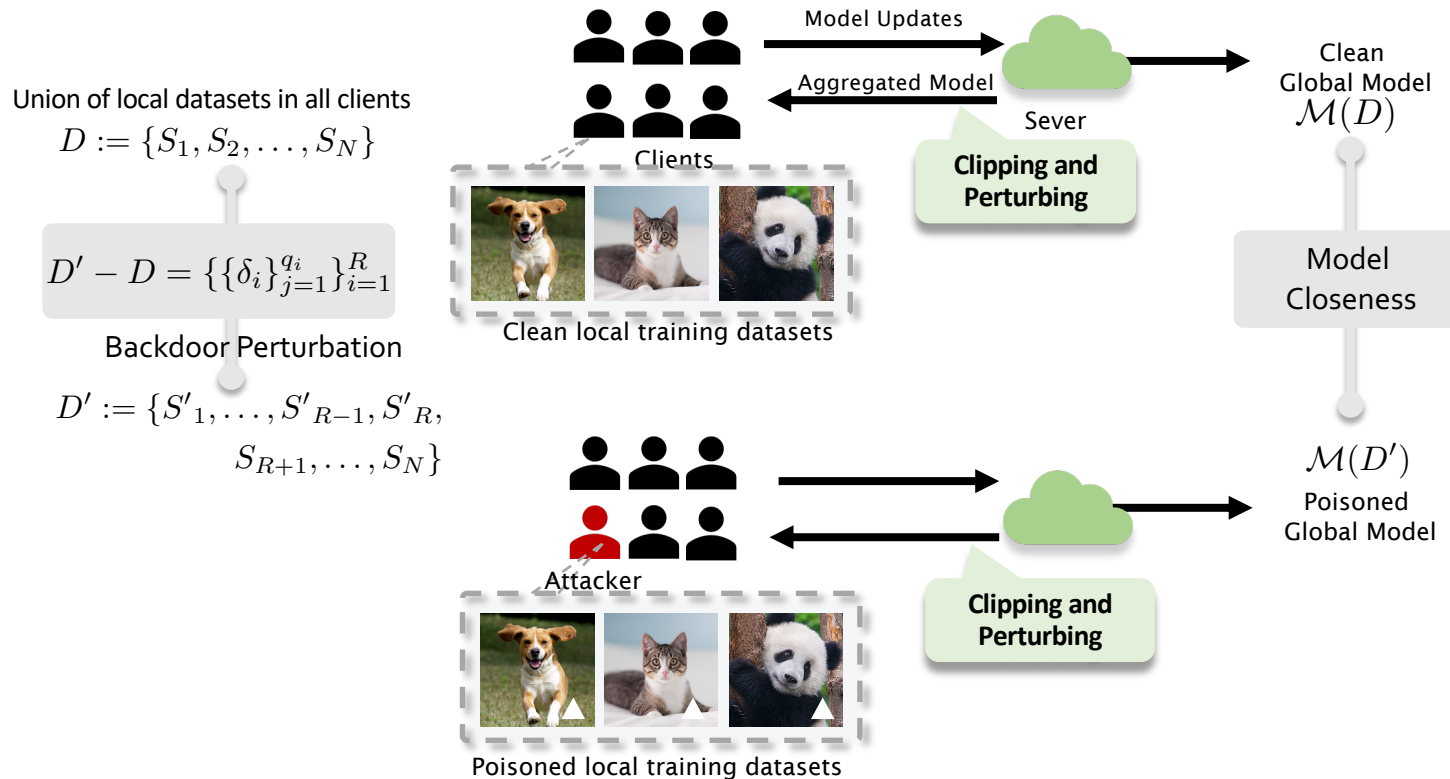 Union of local datasets in all clients
D := {S_1, S_2, . . . , S_N}
D′ − D = {{δ_i}_{j=1}^{q_i}}_{i=1}^{R}
Backdoor Perturbation
D′ := {S′_1, . . . , S′_{R−1}, S′_R,
S_{R+1}, . . . , S_N}
Model Updates
Aggregated Model
Clients
Sever
Clipping and
Perturbing
Clean local training datasets
Clean
Global Model
M(D)
Model
Closeness
Attacker
Clipping and
Perturbing
Poisoned local training datasets
M(D′)
Poisoned
Global Model